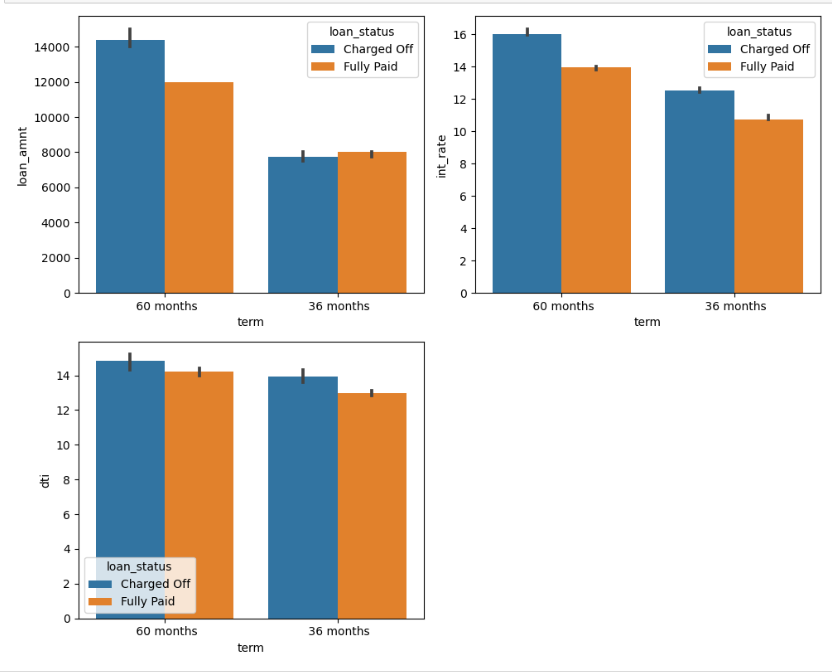 loan_status
Charged Off
Fully Paid
14000
12000
10000
8000
6000
4000
2000
0
loan_amnt
60 months
36 months
term
loan_status
Charged Off
Fully Paid
16
14
12
10
8
6
4
2
0
int_rate
60 months
36 months
term
14
12
10
8
6
4
2
0
dti
loan_status
Charged Off
Fully Paid
60 months
36 months
term